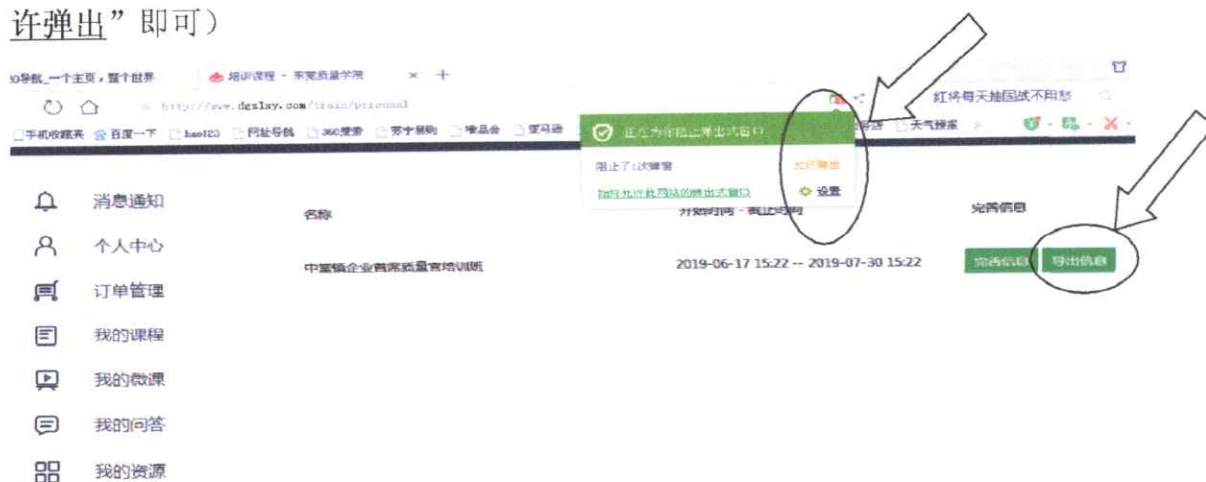 许弹出”即可）
导航_一个主页，整个世界 培训课程 - 东莞质量学院 × +
http://www.dgslxy.com/train/personal 红将每天抽国战不用愁
手机收藏夹 百度一下 hao123 网址导航 360搜索 苏宁易购 唯品会 亚马逊 天气预报
正在为你阻止弹出式窗口
阻止了1次弹窗 允许弹出
始终允许此网站的弹出式窗口 设置
消息通知
名称 开始时间 - 截止时间 完善信息
个人中心
中堂镇企业首席质量官培训班 2019-06-17 15:22 -- 2019-07-30 15:22 完善信息 导出信息
订单管理
我的课程
我的微课
我的问答
我的资源